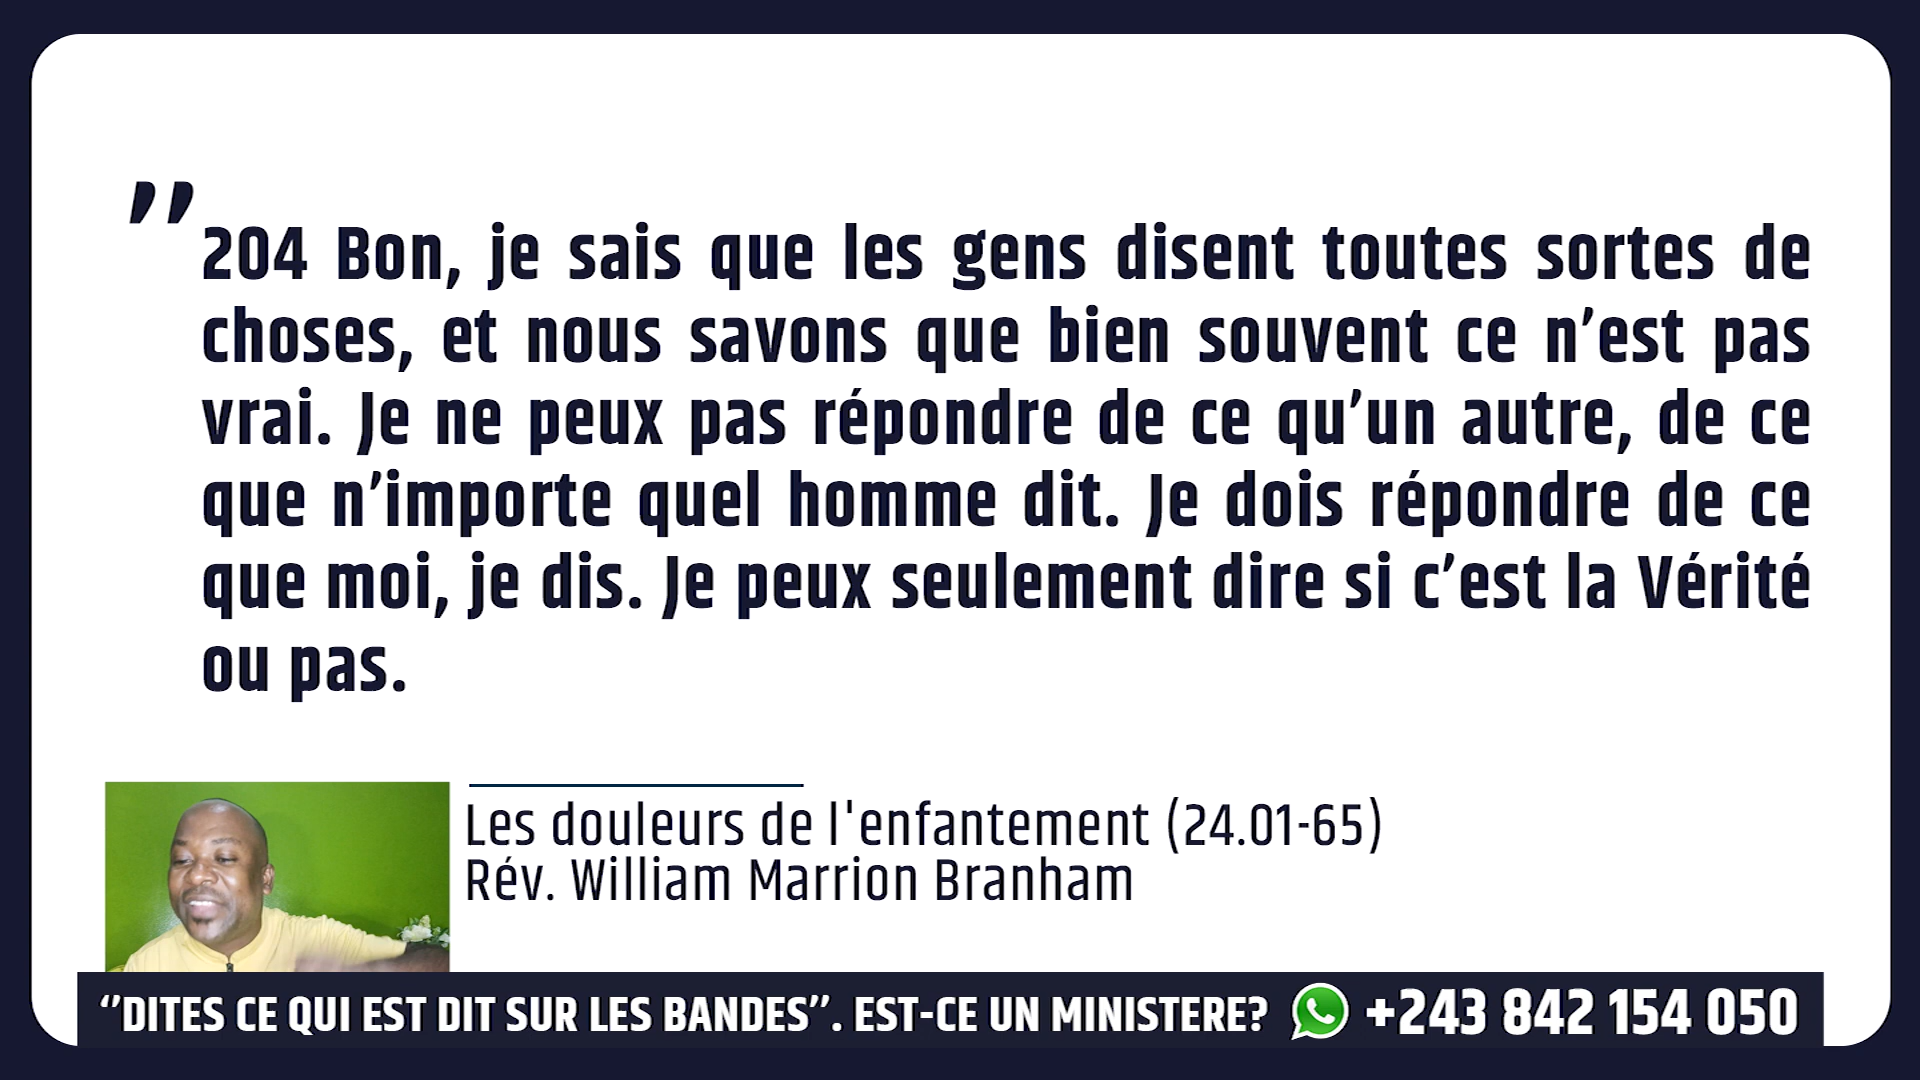 ”
204 Bon, je sais que les gens disent toutes sortes de
choses, et nous savons que bien souvent ce n’est pas
vrai. Je ne peux pas répondre de ce qu’un autre, de ce
que n’importe quel homme dit. Je dois répondre de ce
que moi, je dis. Je peux seulement dire si c’est la Vérité
ou pas.
Les douleurs de l'enfantement (24.01-65)
Rév. William Marrion Branham
‘’DITES CE QUI EST DIT SUR LES BANDES’’. EST-CE UN MINISTERE? +243 842 154 050